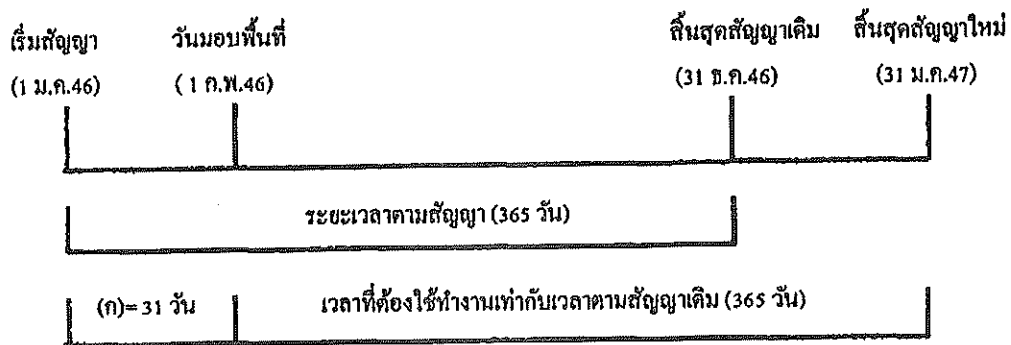 เริ่มสัญญา วันมอบพื้นที่ สิ้นสุดสัญญาเดิม สิ้นสุดสัญญาใหม่
(1 ม.ค.46) (1 ก.พ.46) (31 ธ.ค.46) (31 ม.ค.47)
ระยะเวลาตามสัญญา (365 วัน)
(ก)= 31 วัน เวลาที่ต้องใช้ทำงานเท่ากับเวลาตามสัญญาเดิม (365 วัน)